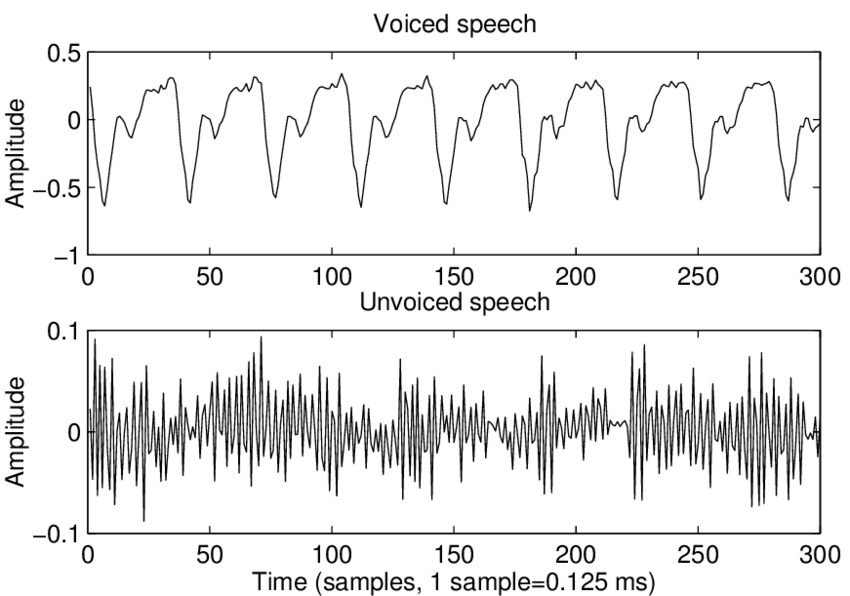 Voiced speech
0.5
0
−0.5
−1
Amplitude
0 50 100 150 200 250 300
Unvoiced speech
0.1
0
−0.1
Amplitude
0 50 100 150 200 250 300
Time (samples, 1 sample=0.125 ms)